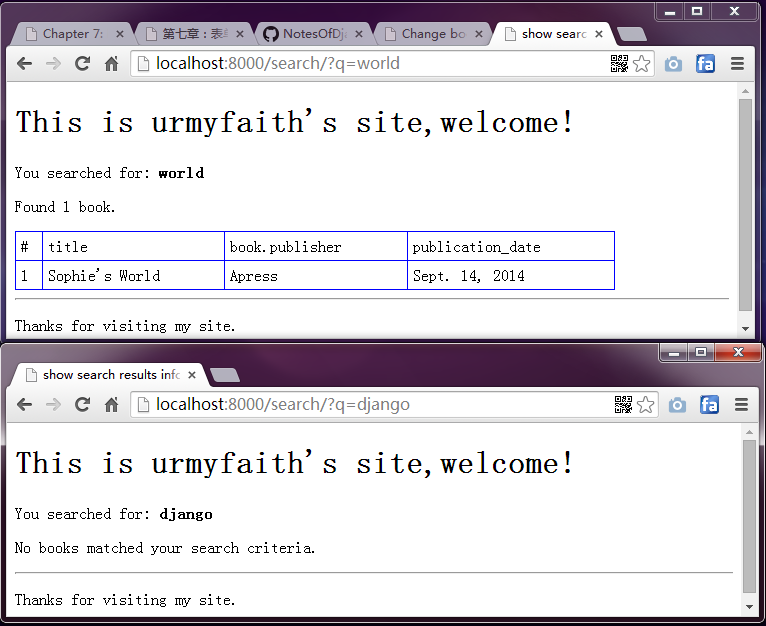 Chapter 7:
第七章：表单
NotesOfDj
Change bo
show searc
localhost:8000/search/?q=world
This is urmyfaith's site,welcome!
You searched for: world
Found 1 book.
# title book.publisher publication_date
1 Sophie's World Apress Sept. 14, 2014
Thanks for visiting my site.
show search results info
localhost:8000/search/?q=django
This is urmyfaith's site,welcome!
You searched for: django
No books matched your search criteria.
Thanks for visiting my site.